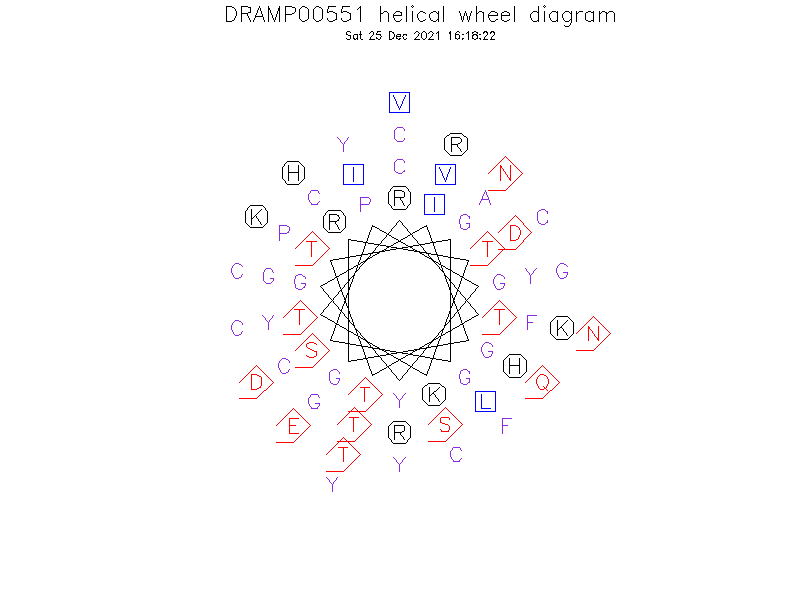 DRAMP00551 helical wheel diagram
Sat 25 Dec 2021 16:18:22
V
Y C R
H I C V N
C P R I A
K R G C
P T T D
C G G G Y G
C Y T T F K N
S G
D C G G H Q
G T Y K L
E T R S F
T Y C
Y